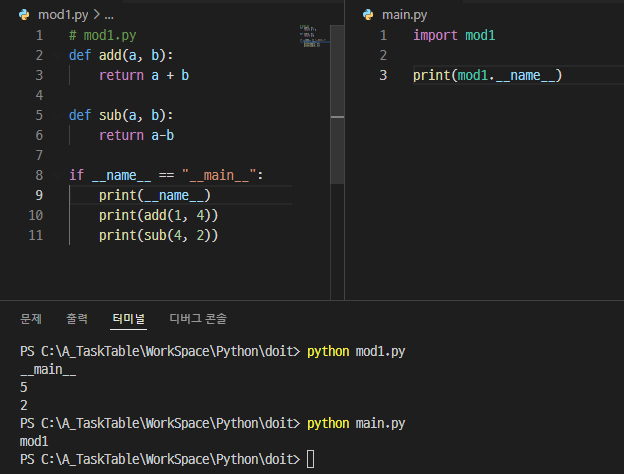 mod1.py > ...
1 # mod1.py
2 def add(a, b):
3     return a + b
4
5 def sub(a, b):
6     return a-b
7
8 if __name__ == "__main__":
9     print(__name__)
10     print(add(1, 4))
11     print(sub(4, 2))
main.py
1 import mod1
2
3 print(mod1.__name__)
문제 출력 터미널 디버그 콘솔
PS C:\A_TaskTable\WorkSpace\Python\doit> python mod1.py
__main__
5
2
PS C:\A_TaskTable\WorkSpace\Python\doit> python main.py
mod1
PS C:\A_TaskTable\WorkSpace\Python\doit>